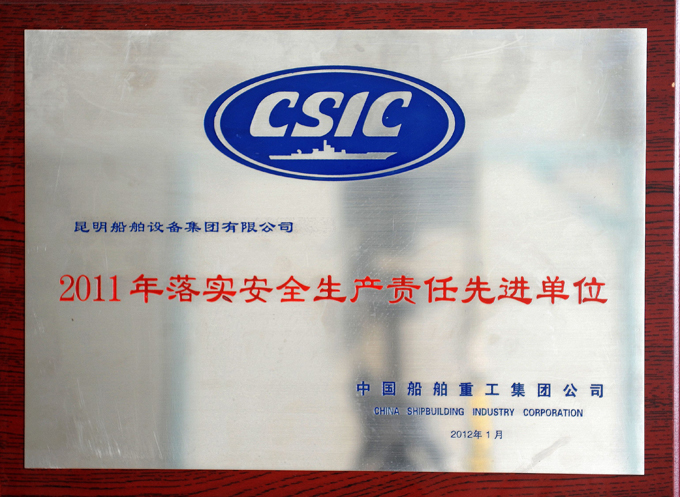 CSIC
昆明船舶设备集团有限公司
2011年落实安全生产责任先进单位
中国船舶重工集团公司
CHINA SHIPBUILDING INDUSTRY CORPORATION
2012年1月